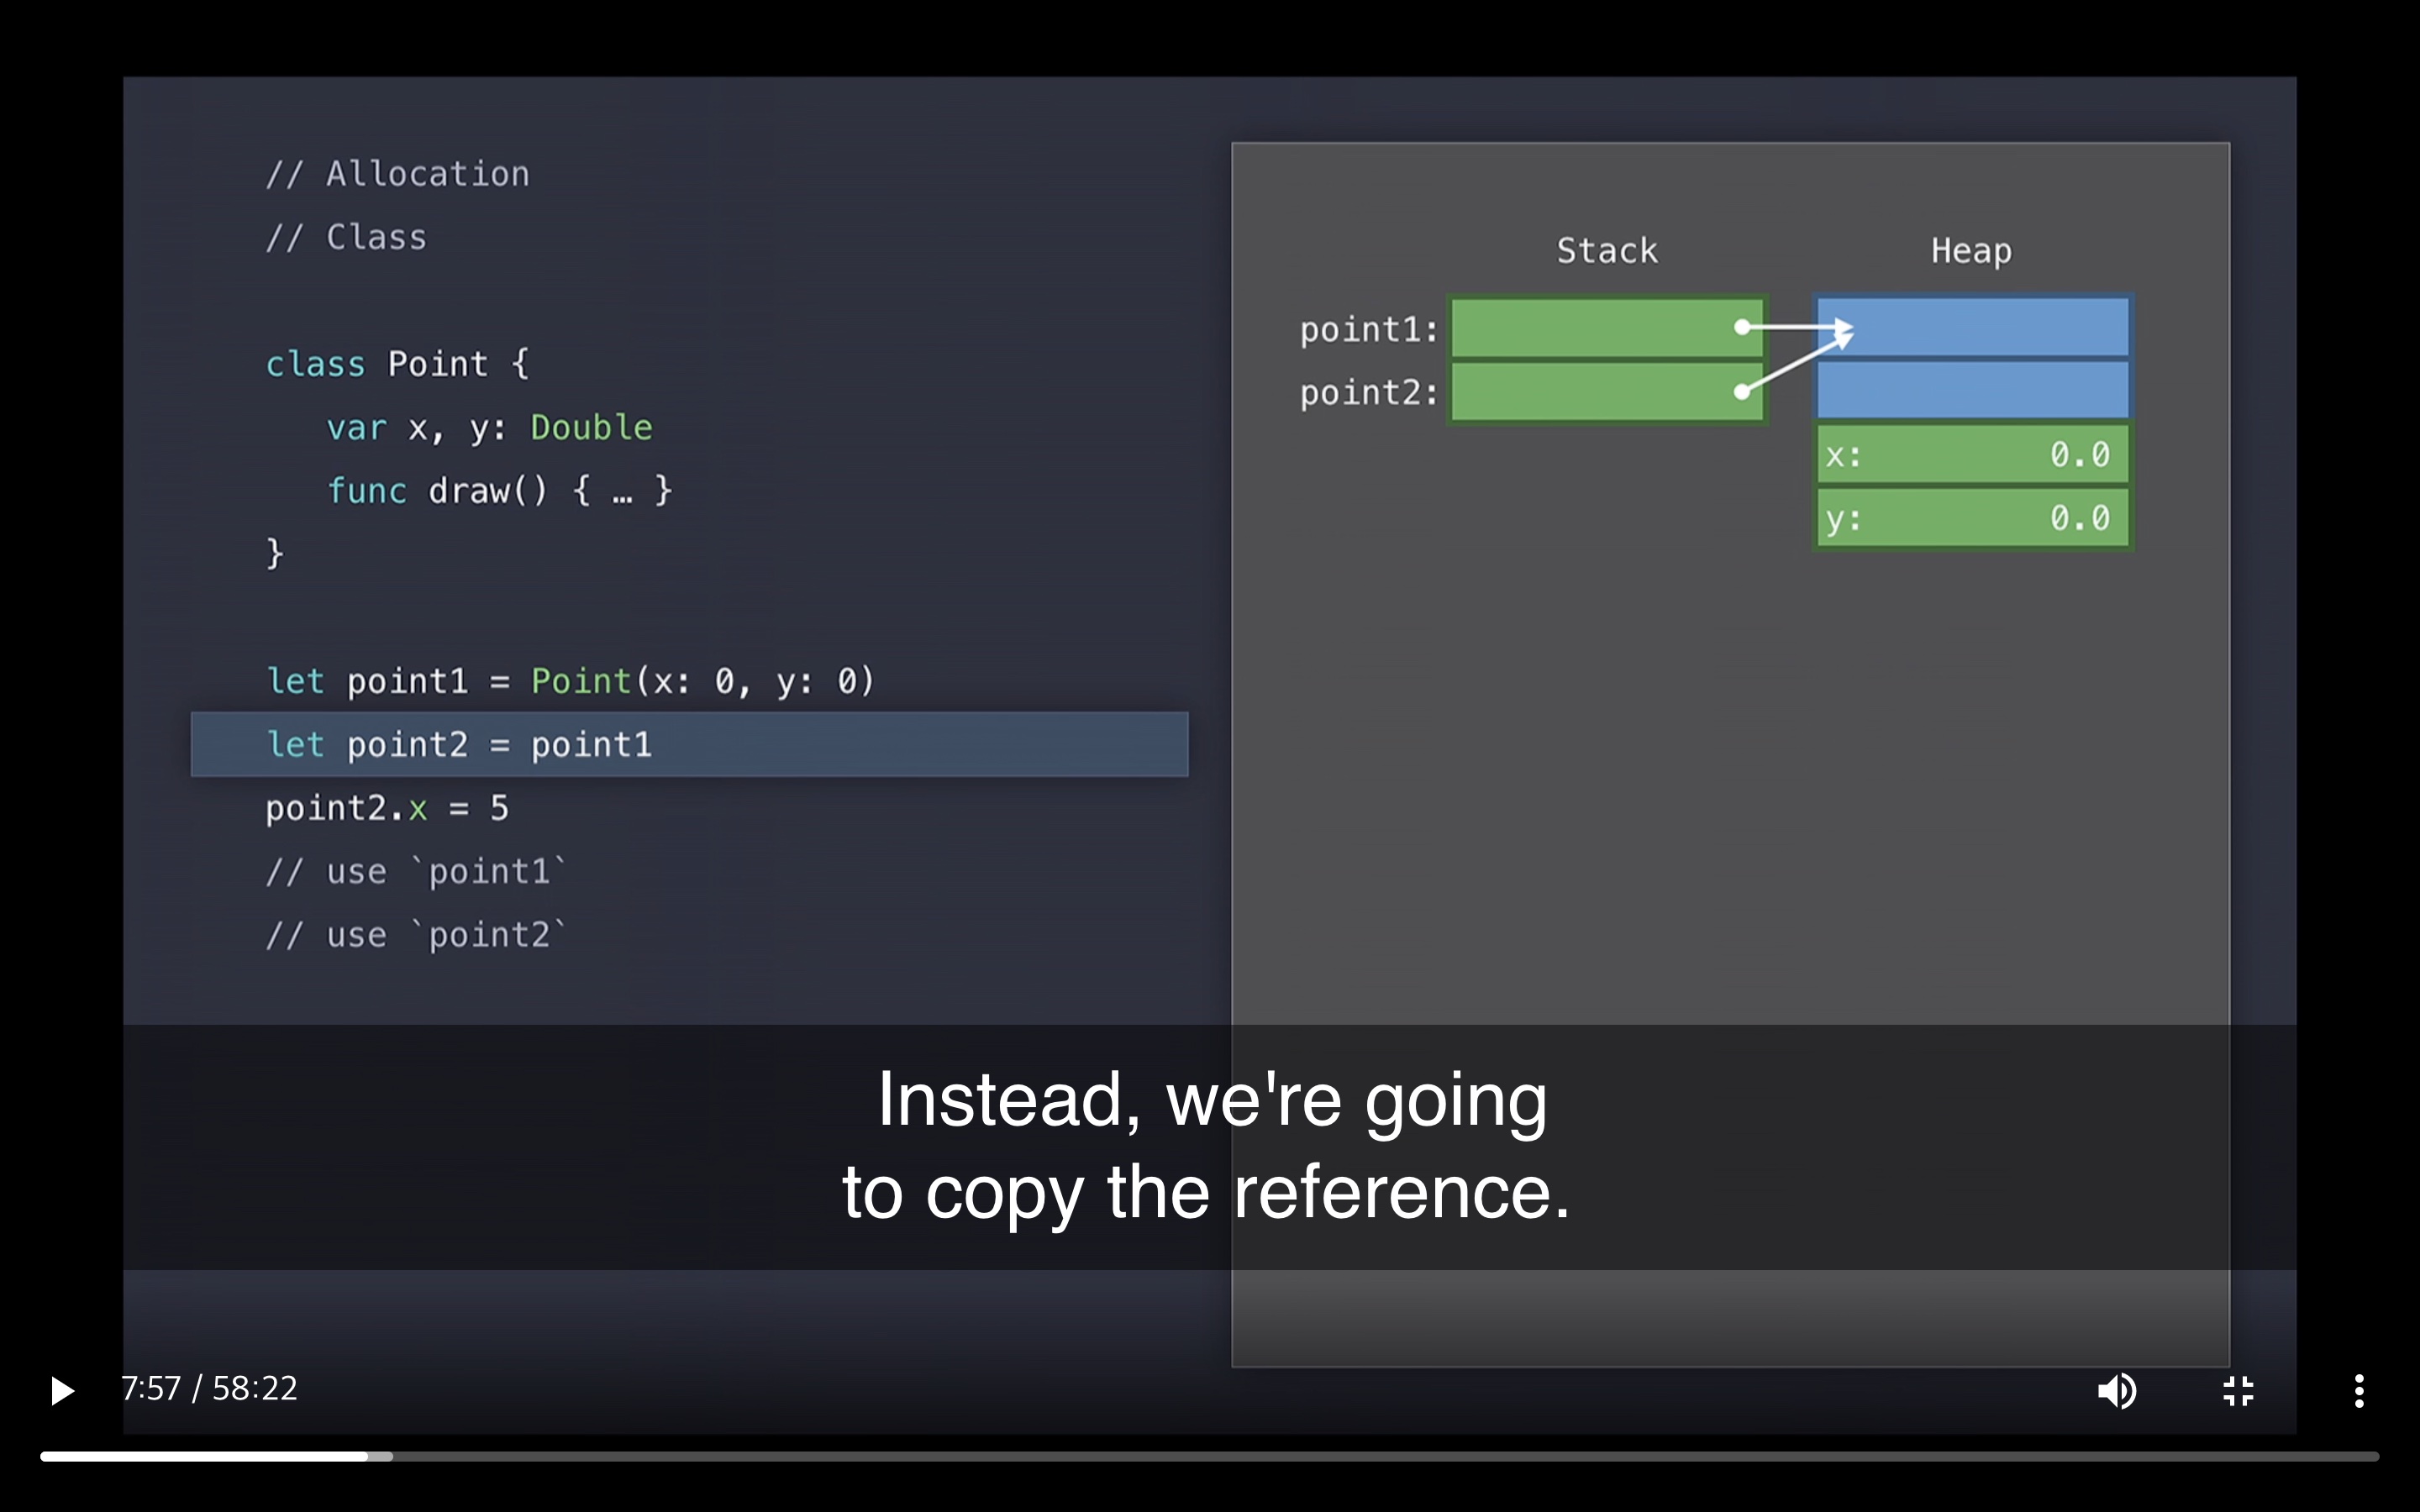 // Allocation
// Class
class Point {
   var x, y: Double
   func draw() { … }
}
let point1 = Point(x: 0, y: 0)
let point2 = point1
point2.x = 5
// use `point1`
// use `point2`
Stack Heap
point1:
point2:
x: 0.0
y: 0.0
Instead, we're going
to copy the reference.
7:57 / 58:22